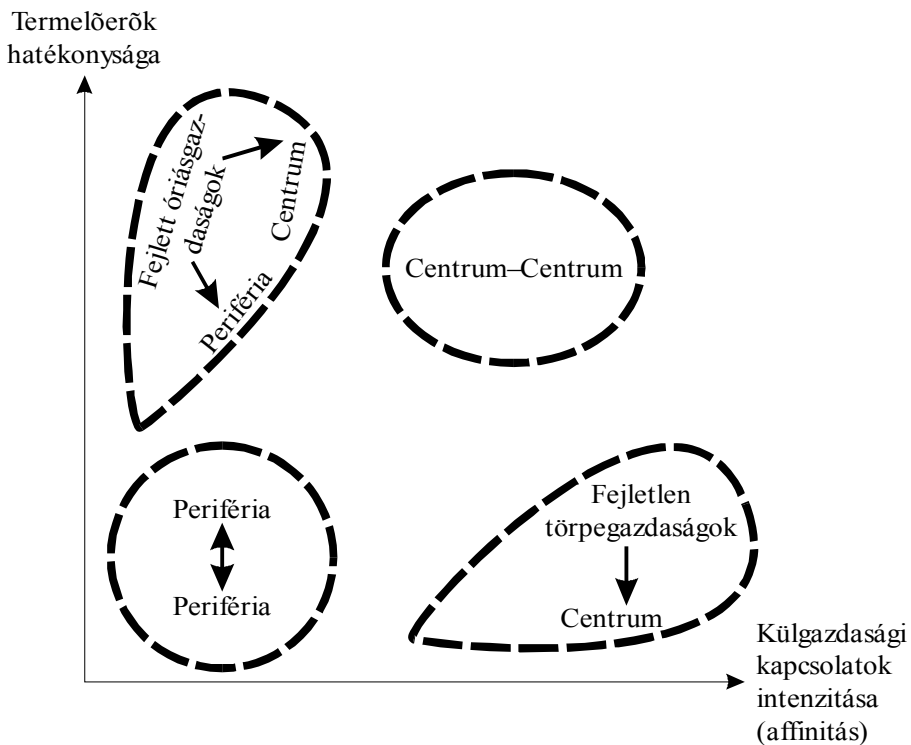 Termelõerõk
hatékonysága
Fejlett óriásgaz-
daságok
Centrum
Periféria
Centrum–Centrum
Periféria
Periféria
Fejletlen
törpegazdaságok
Centrum
Külgazdasági
kapcsolatok
intenzitása
(affinitás)